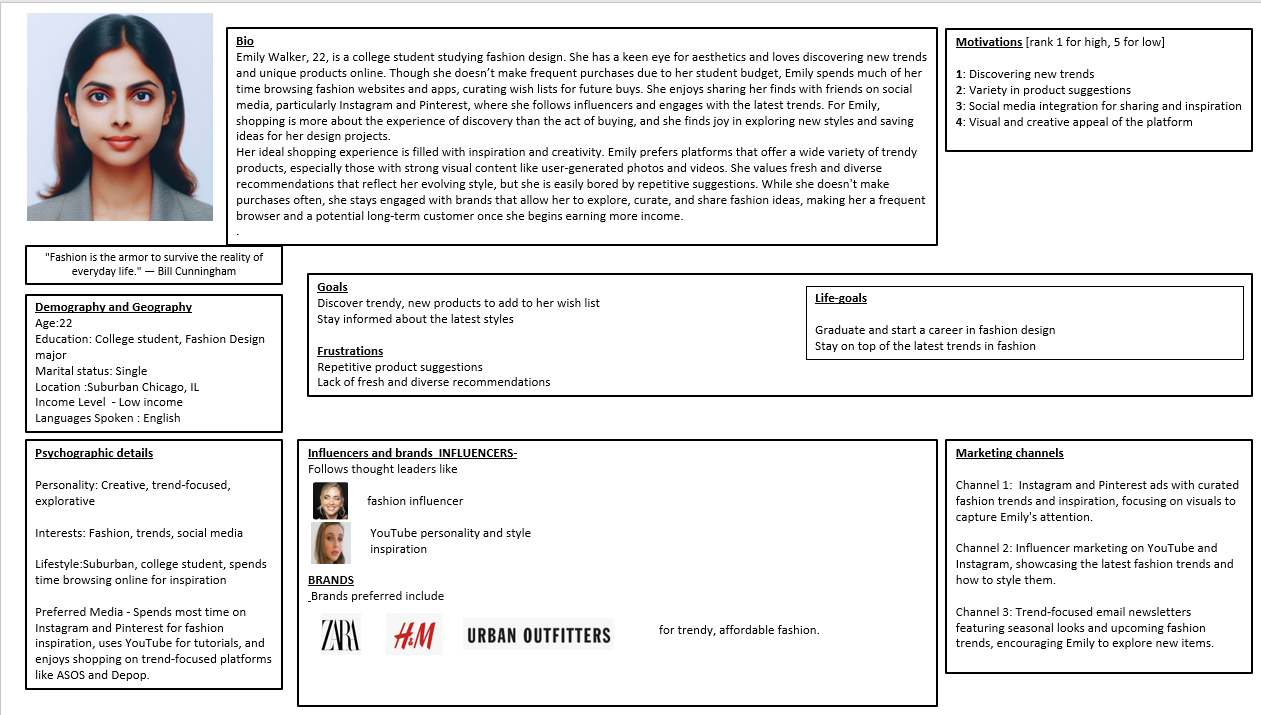 Bio
Emily Walker, 22, is a college student studying fashion design. She has a keen eye for aesthetics and loves discovering new trends
and unique products online. Though she doesn’t make frequent purchases due to her student budget, Emily spends much of her
time browsing fashion websites and apps, curating wish lists for future buys. She enjoys sharing her finds with friends on social
media, particularly Instagram and Pinterest, where she follows influencers and engages with the latest trends. For Emily,
shopping is more about the experience of discovery than the act of buying, and she finds joy in exploring new styles and saving
ideas for her design projects.
Her ideal shopping experience is filled with inspiration and creativity. Emily prefers platforms that offer a wide variety of trendy
products, especially those with strong visual content like user-generated photos and videos. She values fresh and diverse
recommendations that reflect her evolving style, but she is easily bored by repetitive suggestions. While she doesn't make
purchases often, she stays engaged with brands that allow her to explore, curate, and share fashion ideas, making her a frequent
browser and a potential long-term customer once she begins earning more income.
.
Motivations [rank 1 for high, 5 for low]
1: Discovering new trends
2: Variety in product suggestions
3: Social media integration for sharing and inspiration
4: Visual and creative appeal of the platform
"Fashion is the armor to survive the reality of
everyday life." — Bill Cunningham
Demography and Geography
Age:22
Education: College student, Fashion Design
major
Marital status: Single
Location :Suburban Chicago, IL
Income Level - Low income
Languages Spoken : English
Goals
Discover trendy, new products to add to her wish list
Stay informed about the latest styles
Frustrations
Repetitive product suggestions
Lack of fresh and diverse recommendations
Life-goals
Graduate and start a career in fashion design
Stay on top of the latest trends in fashion
Psychographic details
Personality: Creative, trend-focused,
explorative
Interests: Fashion, trends, social media
Lifestyle:Suburban, college student, spends
time browsing online for inspiration
Preferred Media - Spends most time on
Instagram and Pinterest for fashion
inspiration, uses YouTube for tutorials, and
enjoys shopping on trend-focused platforms
like ASOS and Depop.
Influencers and brands INFLUENCERS-
Follows thought leaders like
fashion influencer
YouTube personality and style
inspiration
BRANDS
Brands preferred include
ZARA H&M URBAN OUTFITTERS for trendy, affordable fashion.
Marketing channels
Channel 1: Instagram and Pinterest ads with curated
fashion trends and inspiration, focusing on visuals to
capture Emily's attention.
Channel 2: Influencer marketing on YouTube and
Instagram, showcasing the latest fashion trends and
how to style them.
Channel 3: Trend-focused email newsletters
featuring seasonal looks and upcoming fashion
trends, encouraging Emily to explore new items.